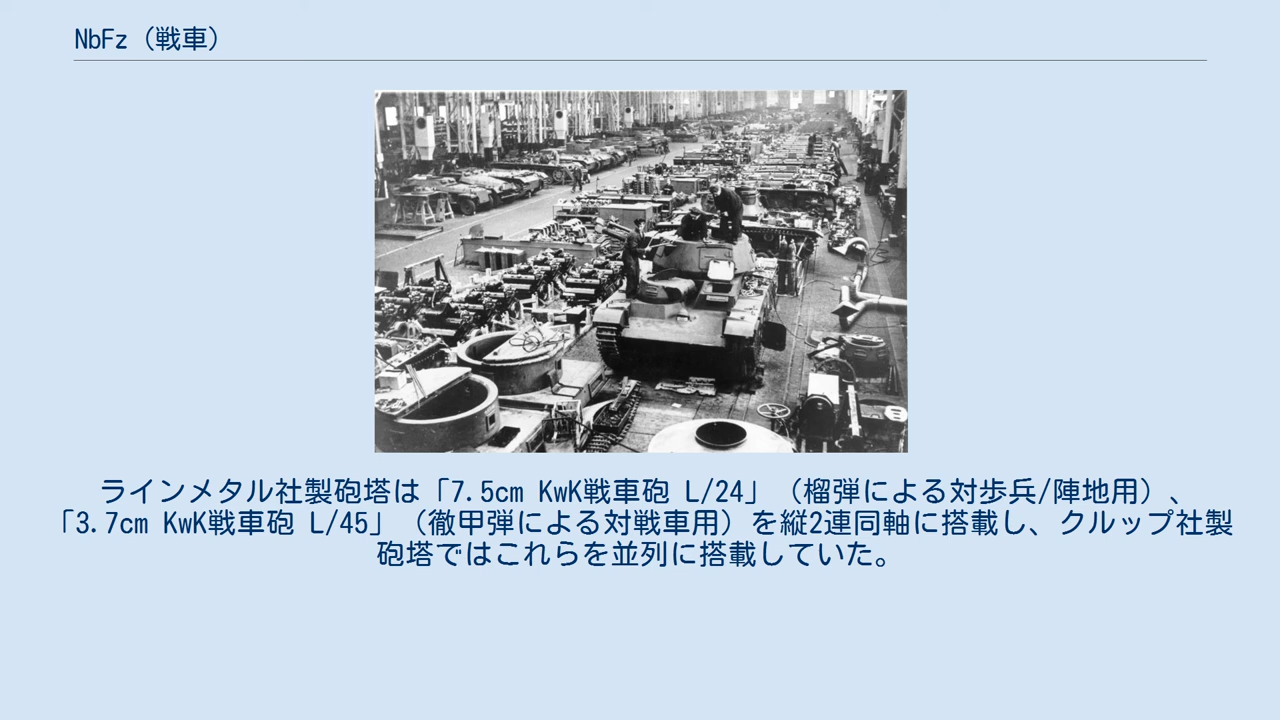 NbFz（戦車）
ラインメタル社製砲塔は「7.5cm KwK戦車砲 L/24」（榴弾による対歩兵/陣地用）、
「3.7cm KwK戦車砲 L/45」（徹甲弾による対戦車用）を縦2連同軸に搭載し、クルップ社製
砲塔ではこれらを並列に搭載していた。